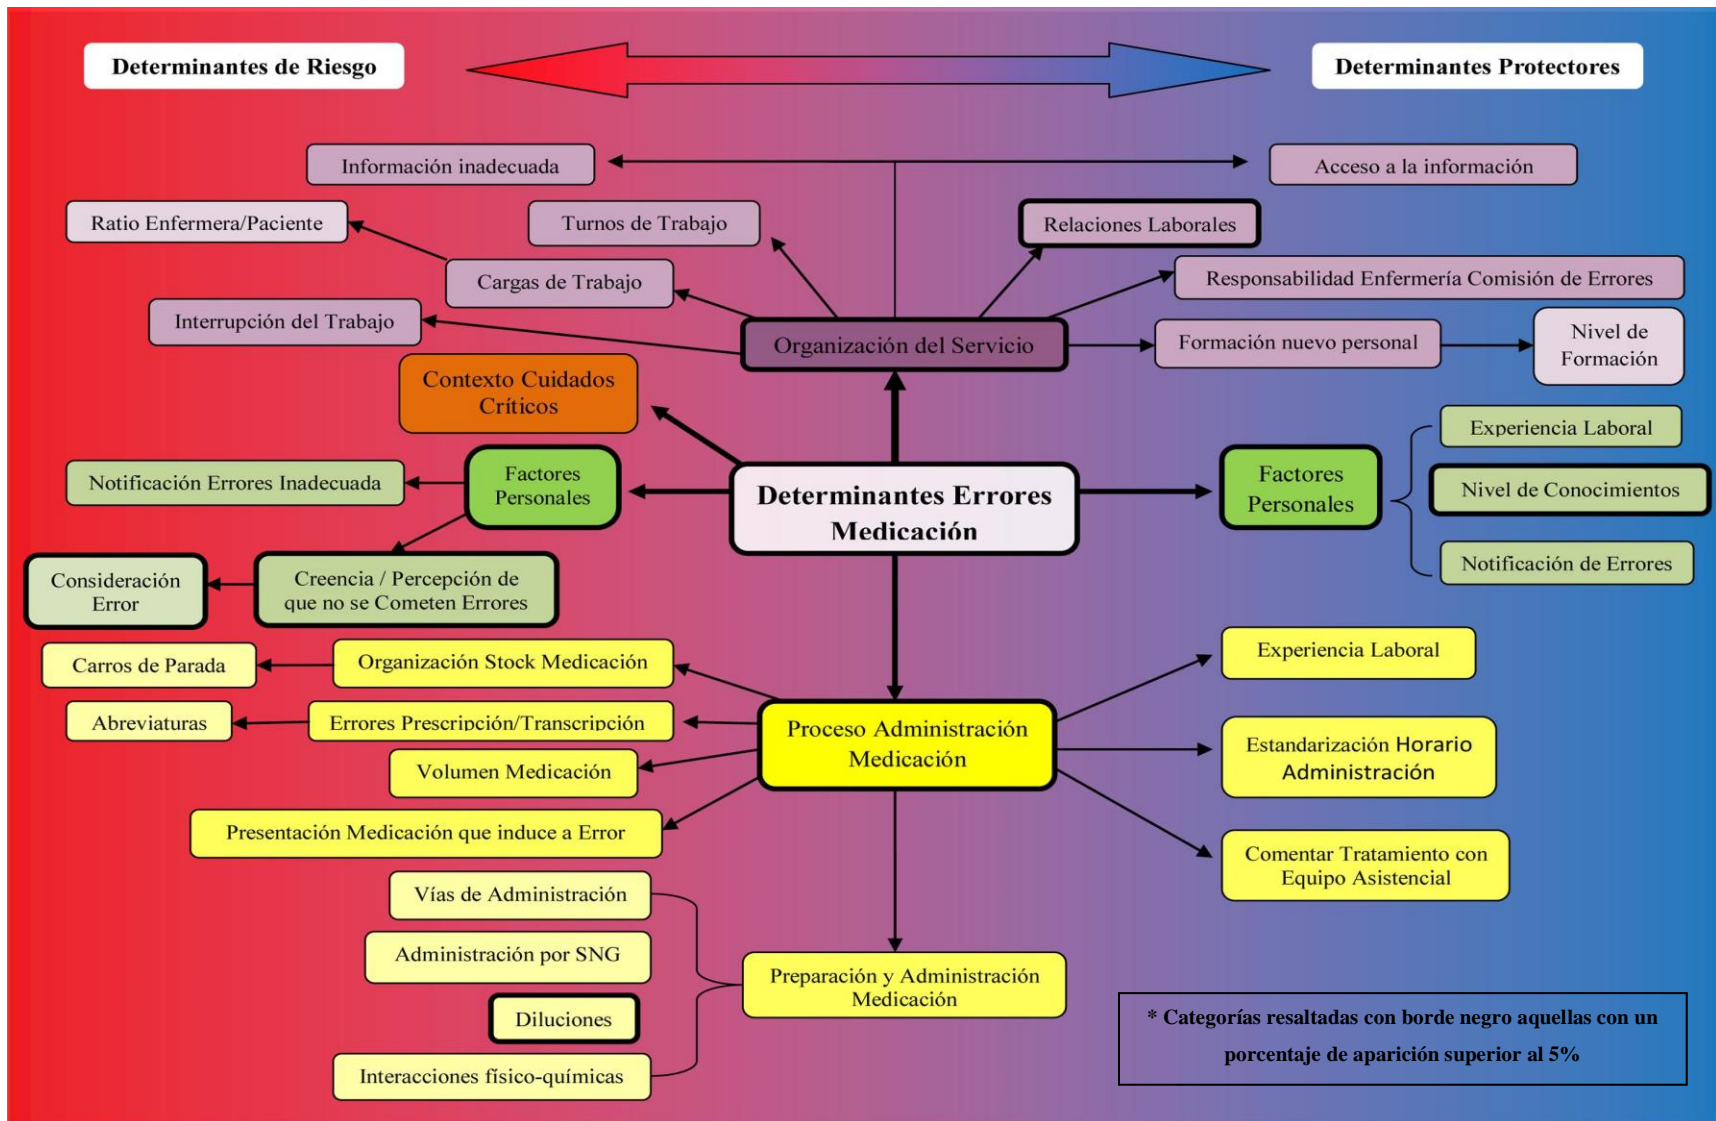 Determinantes de Riesgo
Determinantes Protectores
Información inadecuada
Acceso a la información
Ratio Enfermera/Paciente
Turnos de Trabajo
Relaciones Laborales
Cargas de Trabajo
Responsabilidad Enfermería Comisión de Errores
Interrupción del Trabajo
Organización del Servicio
Formación nuevo personal
Nivel de
Formación
Contexto Cuidados
Críticos
Experiencia Laboral
Notificación Errores Inadecuada
Factores
Personales
Determinantes Errores
Medicación
Factores
Personales
Nivel de Conocimientos
Notificación de Errores
Consideración
Error
Creencia / Percepción de
que no se Cometen Errores
Carros de Parada
Organización Stock Medicación
Experiencia Laboral
Abreviaturas
Errores Prescripción/Transcripción
Proceso Administración
Medicación
Estandarización Horario
Administración
Volumen Medicación
Presentación Medicación que induce a Error
Comentar Tratamiento con
Equipo Asistencial
Vías de Administración
Administración por SNG
Preparación y Administración
Medicación
Diluciones
Interacciones físico-químicas
* Categorías resaltadas con borde negro aquellas con un
porcentaje de aparición superior al 5%